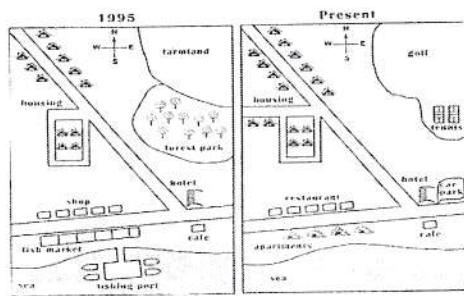 1995
N
W E
S
farmland
housing
forest park
hotel
shop
cafe
fish market
sea
fishing port
Present
N
W E
S
golf
housing
tennis
hotel
car
park
restaurant
cafe
apartments
sea